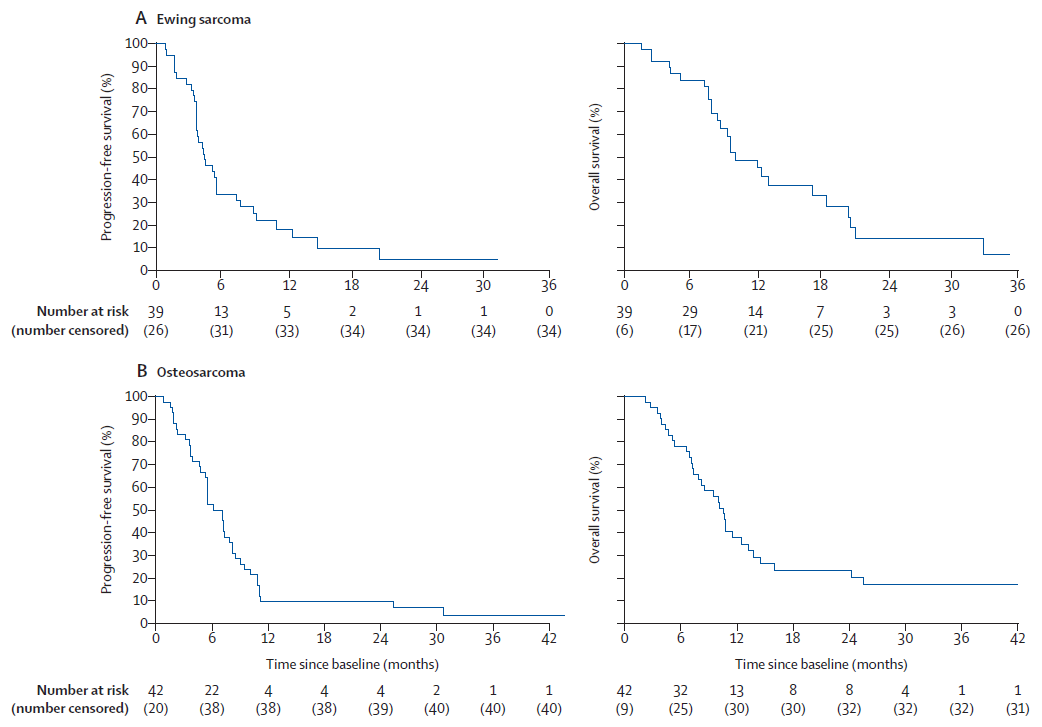 A Ewing sarcoma
Progression-free survival (%)
100
90
80
70
60
50
40
30
20
10
0
0 6 12 18 24 30 36
Overall survival (%)
0 6 12 18 24 30 36
Number at risk 39 13 5 2 1 1 0 39 29 14 7 3 3 0
(number censored) (26) (31) (33) (34) (34) (34) (34) (6) (17) (21) (25) (25) (26) (26)
B Osteosarcoma
Progression-free survival (%)
100
90
80
70
60
50
40
30
20
10
0
0 6 12 18 24 30 36 42
Time since baseline (months)
Overall survival (%)
0 6 12 18 24 30 36 42
Time since baseline (months)
Number at risk 42 22 4 4 4 2 1 1 42 32 13 8 8 4 1 1
(number censored) (20) (38) (38) (38) (39) (40) (40) (40) (9) (25) (30) (30) (32) (32) (32) (31)